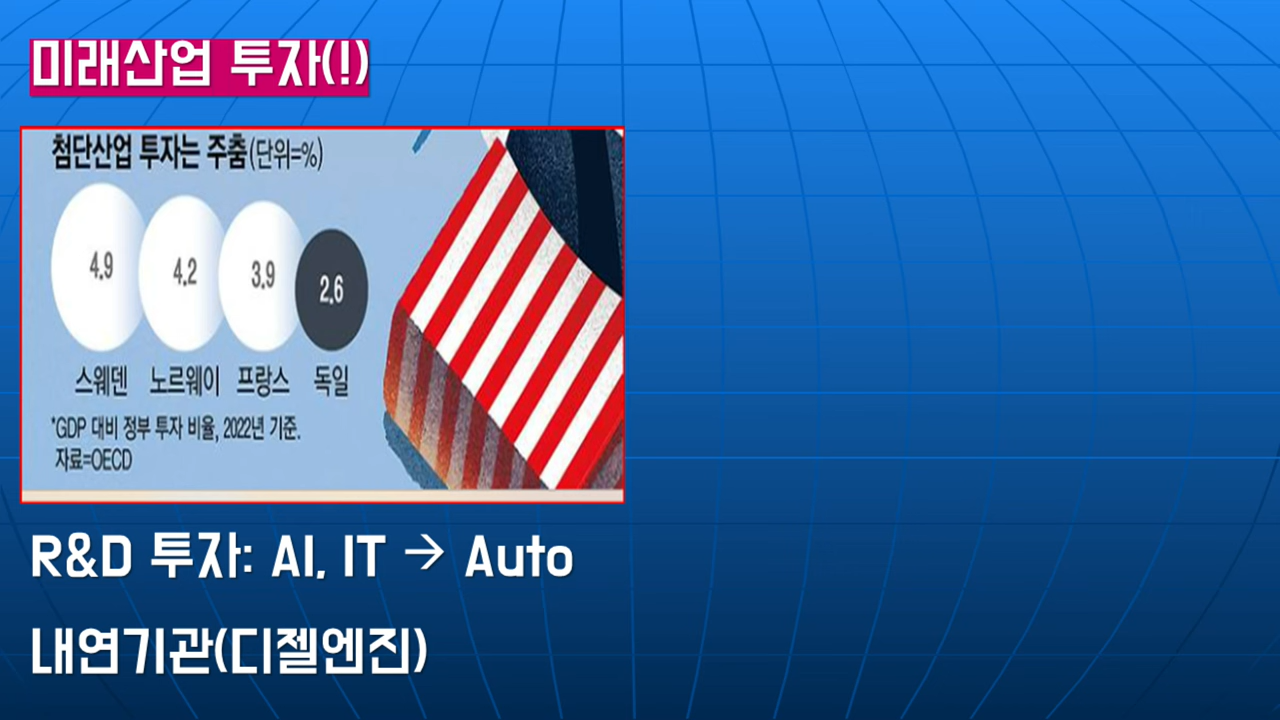 미래산업 투자(!)
첨단산업 투자는 주춤(단위=%)
4.9 4.2 3.9 2.6
스웨덴 노르웨이 프랑스 독일
*GDP 대비 정부 투자 비율, 2022년 기준.
자료=OECD
R&D 투자: AI, IT → Auto
내연기관(디젤엔진)